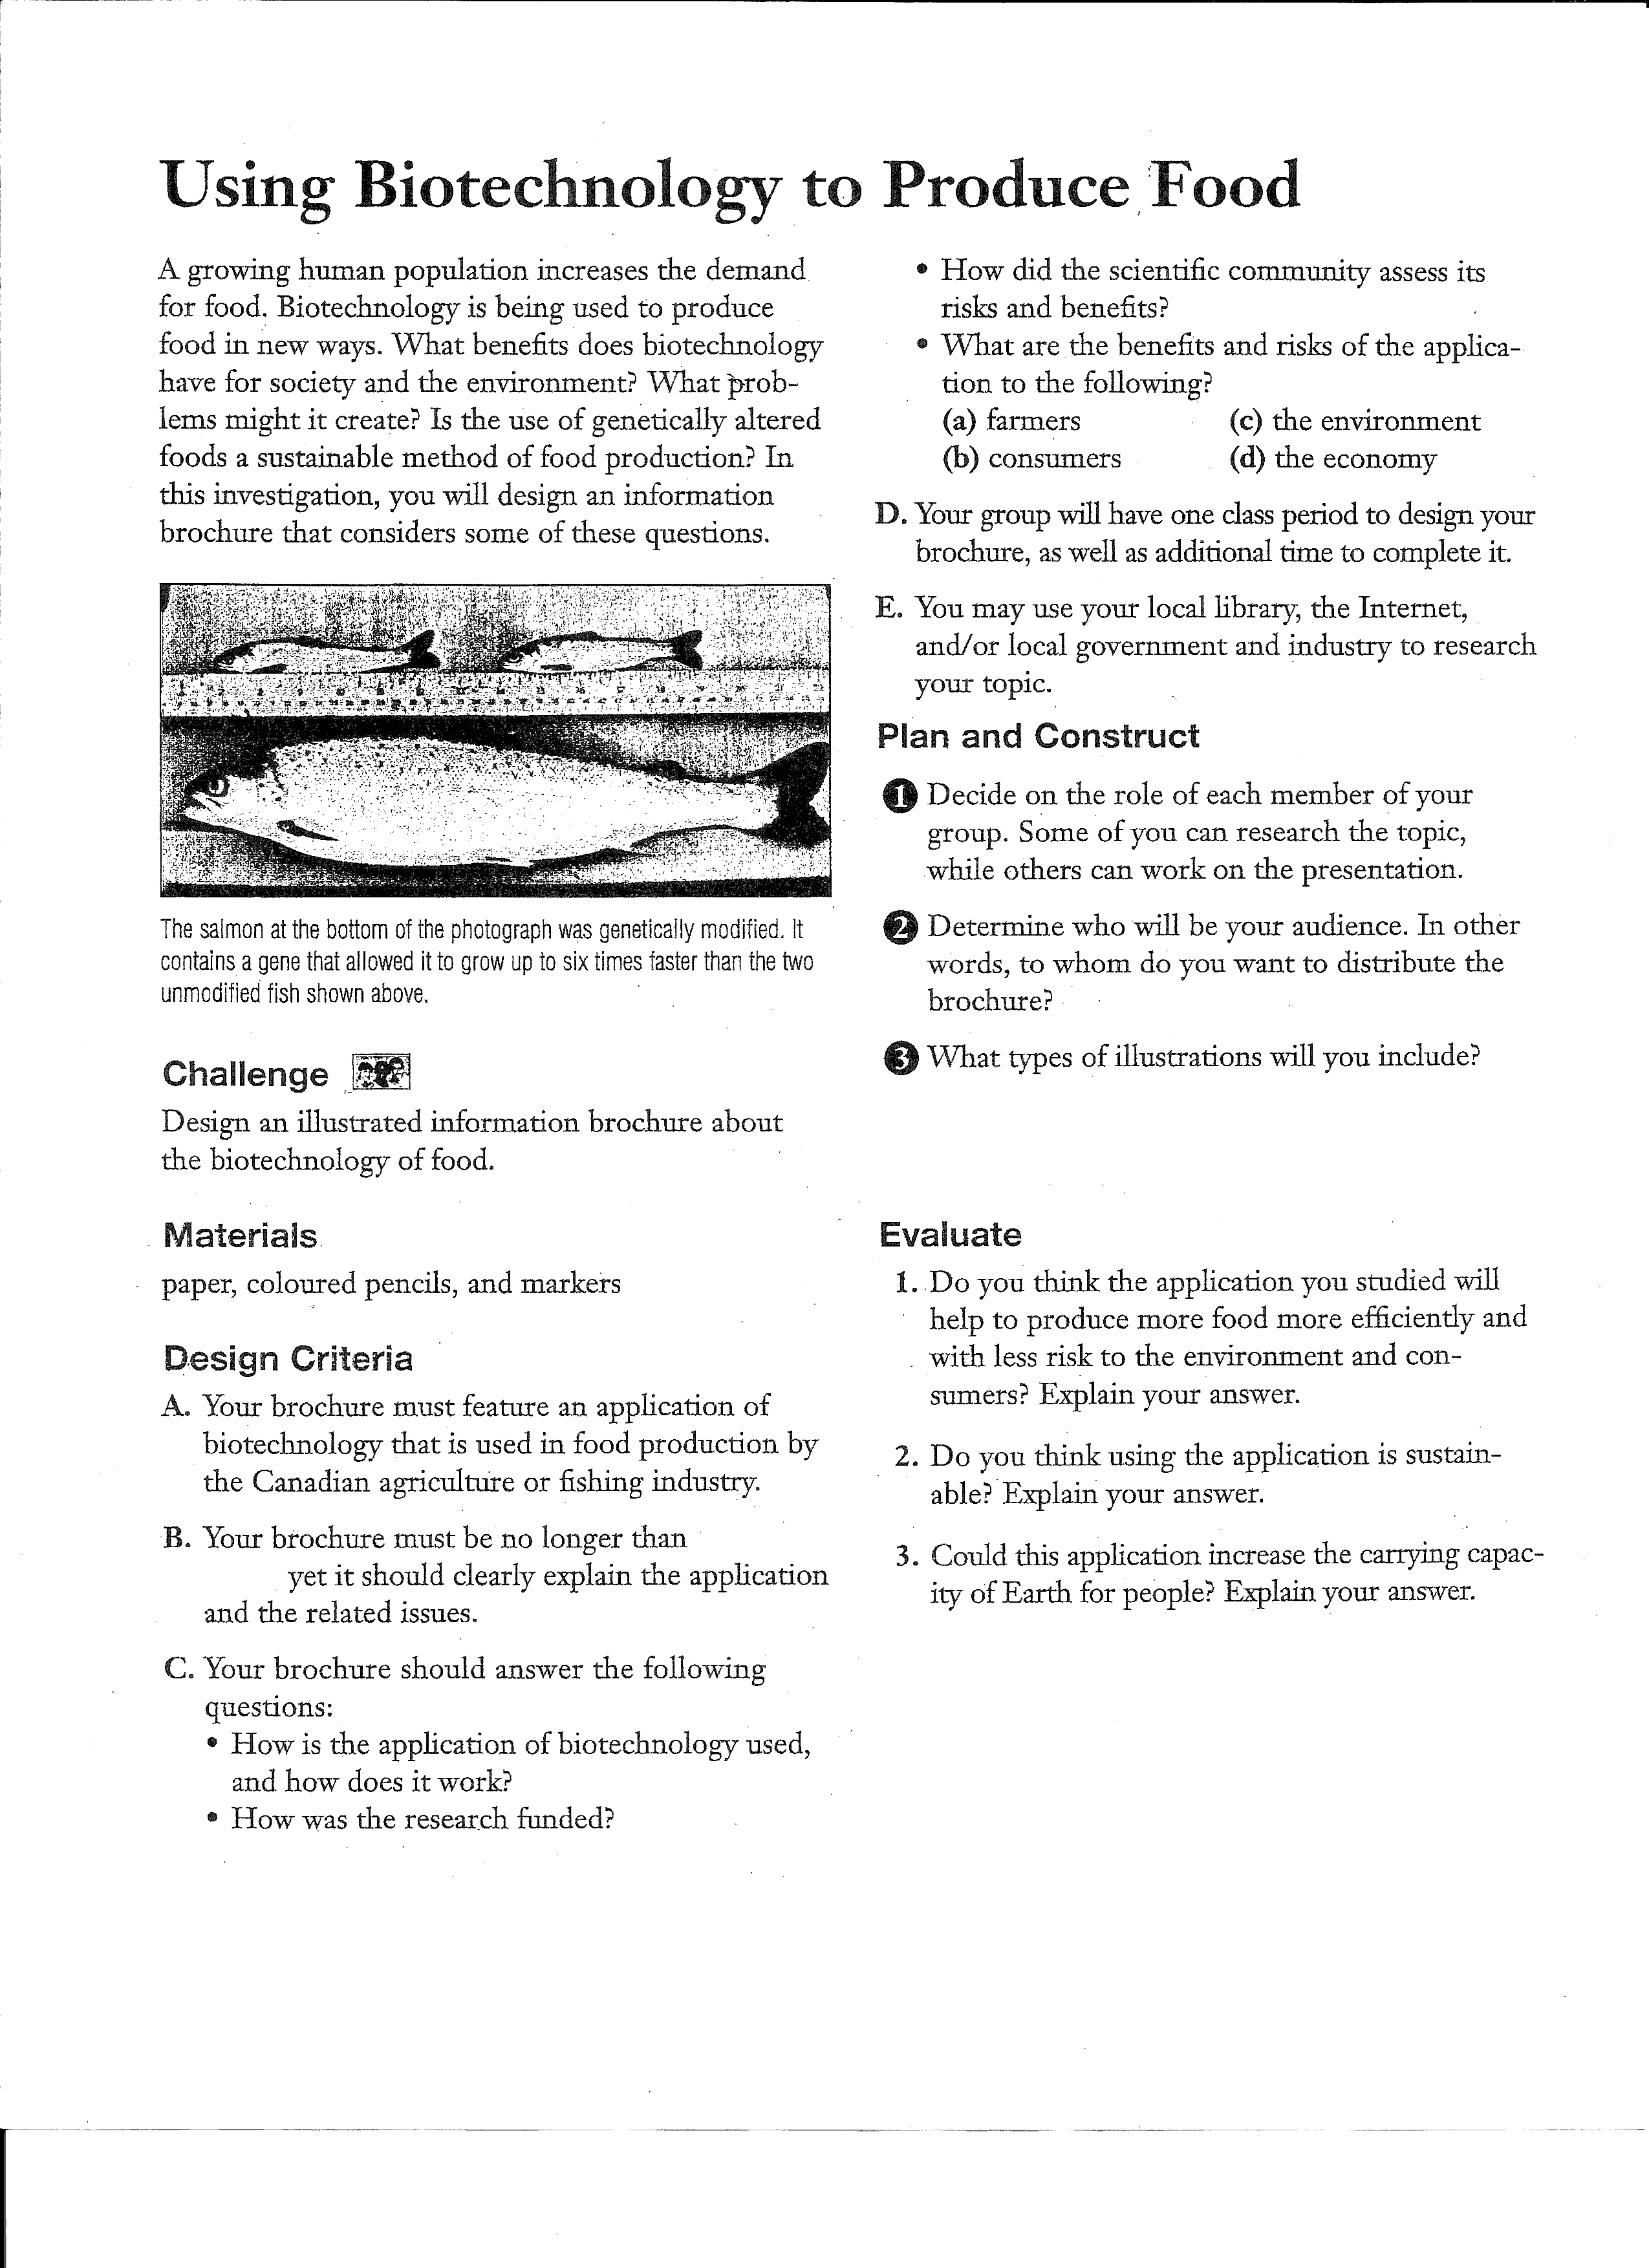 Using Biotechnology to Produce Food
A growing human population increases the demand
for food. Biotechnology is being used to produce
food in new ways. What benefits does biotechnology
have for society and the environment? What prob-
lems might it create? Is the use of genetically altered
foods a sustainable method of food production? In
this investigation, you will design an information
brochure that considers some of these questions.
The salmon at the bottom of the photograph was genetically modified. It
contains a gene that allowed it to grow up to six times faster than the two
unmodified fish shown above.
Challenge
Design an illustrated information brochure about
the biotechnology of food.
Materials
paper, coloured pencils, and markers
Design Criteria
A. Your brochure must feature an application of
biotechnology that is used in food production by
the Canadian agriculture or fishing industry.
B. Your brochure must be no longer than
yet it should clearly explain the application
and the related issues.
C. Your brochure should answer the following
questions:
• How is the application of biotechnology used,
and how does it work?
• How was the research funded?
• How did the scientific community assess its
risks and benefits?
• What are the benefits and risks of the applica-
tion to the following?
(a) farmers (c) the environment
(b) consumers (d) the economy
D. Your group will have one class period to design your
brochure, as well as additional time to complete it.
E. You may use your local library, the Internet,
and/or local government and industry to research
your topic.
Plan and Construct
1 Decide on the role of each member of your
group. Some of you can research the topic,
while others can work on the presentation.
2 Determine who will be your audience. In other
words, to whom do you want to distribute the
brochure?
3 What types of illustrations will you include?
Evaluate
1. Do you think the application you studied will
help to produce more food more efficiently and
with less risk to the environment and con-
sumers? Explain your answer.
2. Do you think using the application is sustain-
able? Explain your answer.
3. Could this application increase the carrying capac-
ity of Earth for people? Explain your answer.